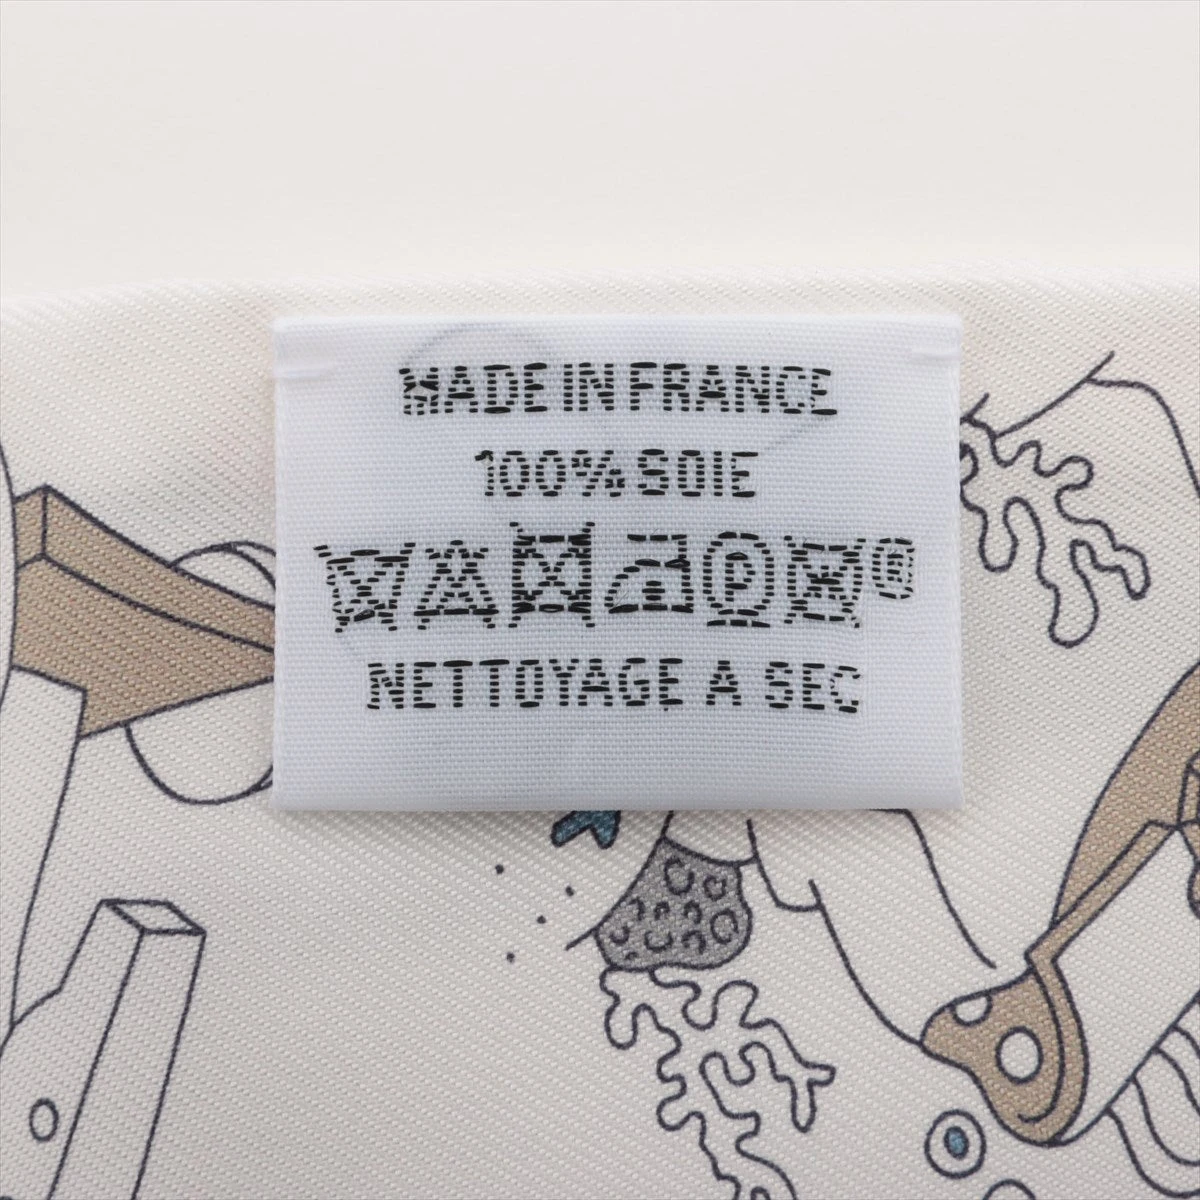 MADE IN FRANCE
100% SOIE
P ®
NETTOYAGE A SEC